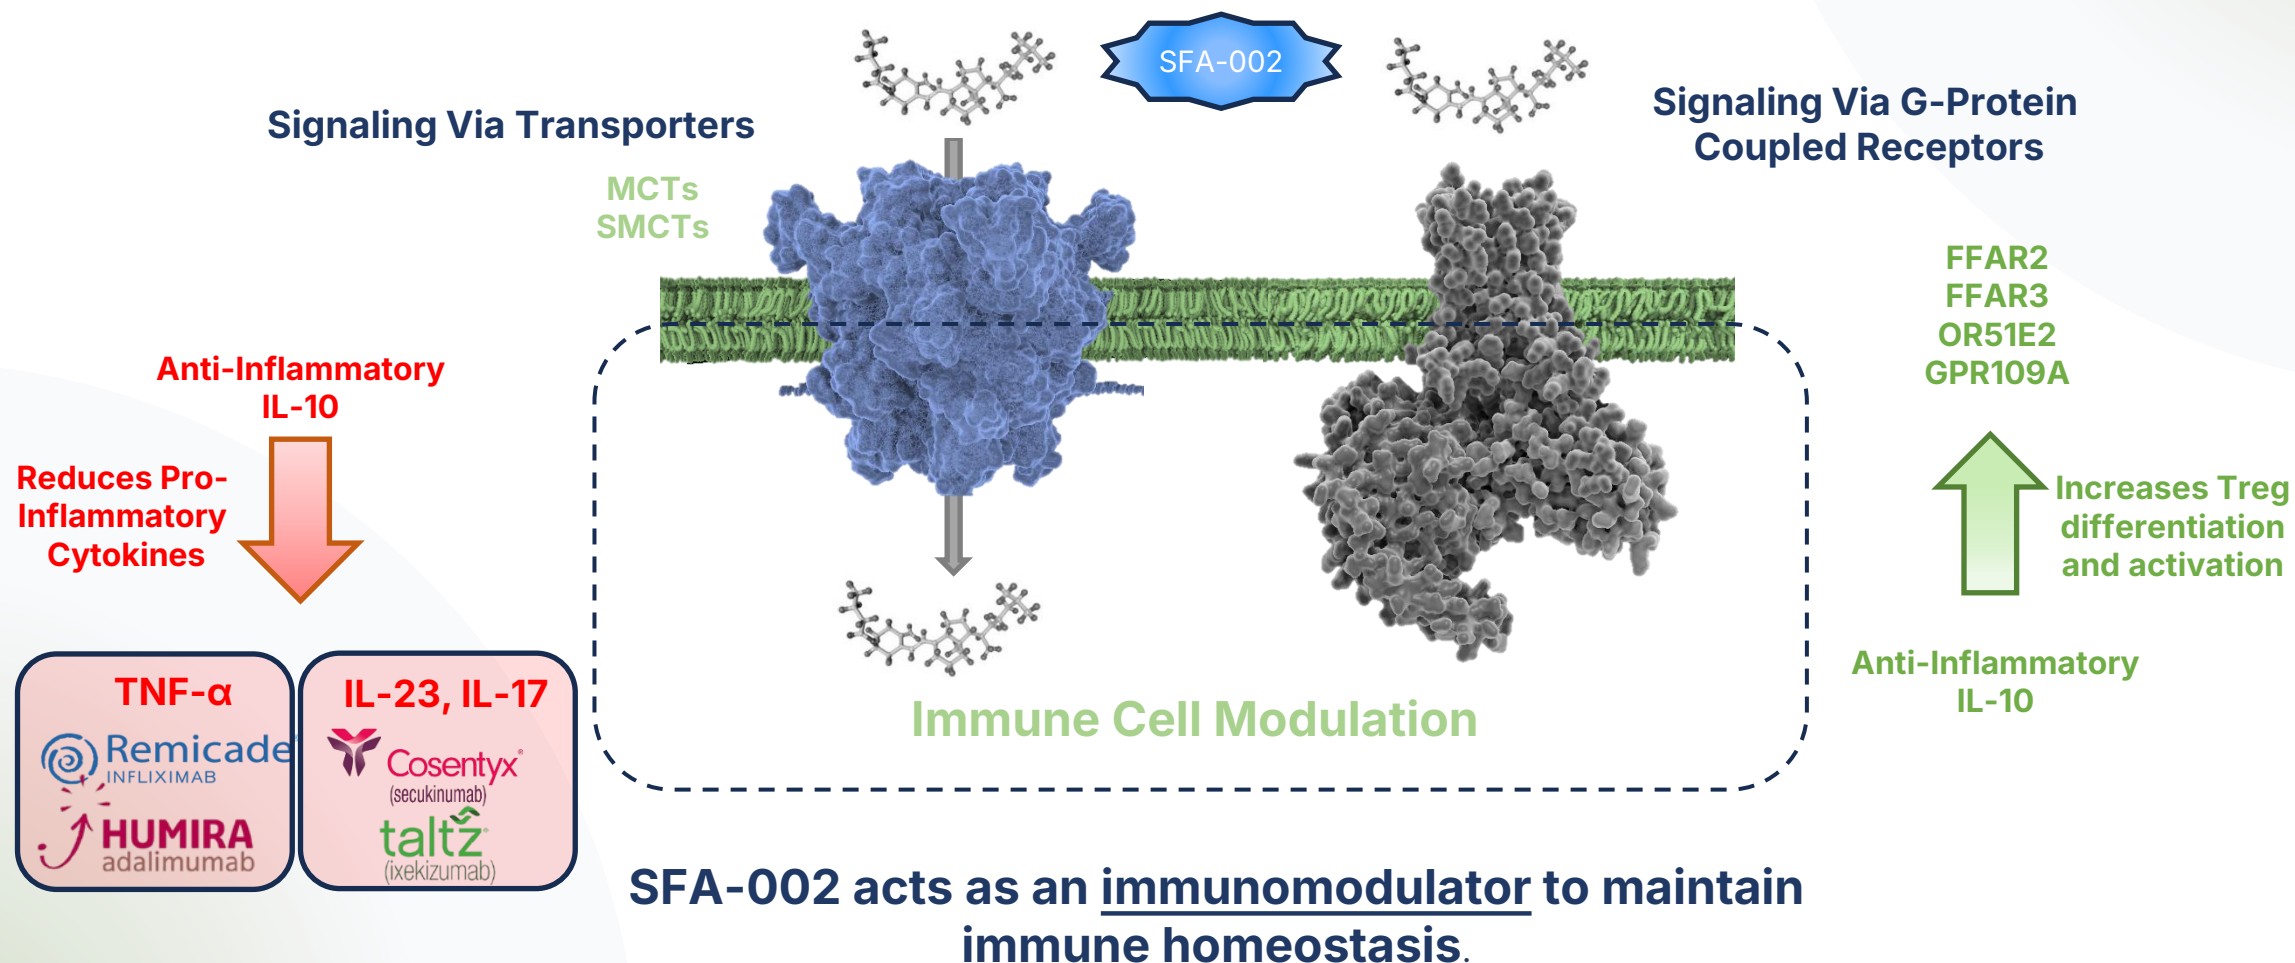 SFA-002
Signaling Via Transporters
MCTs
SMCTs
Signaling Via G-Protein
Coupled Receptors
FFAR2
FFAR3
OR51E2
GPR109A
Increases Treg
differentiation
and activation
Anti-Inflammatory
IL-10
Anti-Inflammatory
IL-10
Reduces Pro-
Inflammatory
Cytokines
TNF-α
Remicade®
INFLIXIMAB
HUMIRA
adalimumab
IL-23, IL-17
Cosentyx®
(secukinumab)
taltz®
(ixekizumab)
Immune Cell Modulation
SFA-002 acts as an immunomodulator to maintain
immune homeostasis.